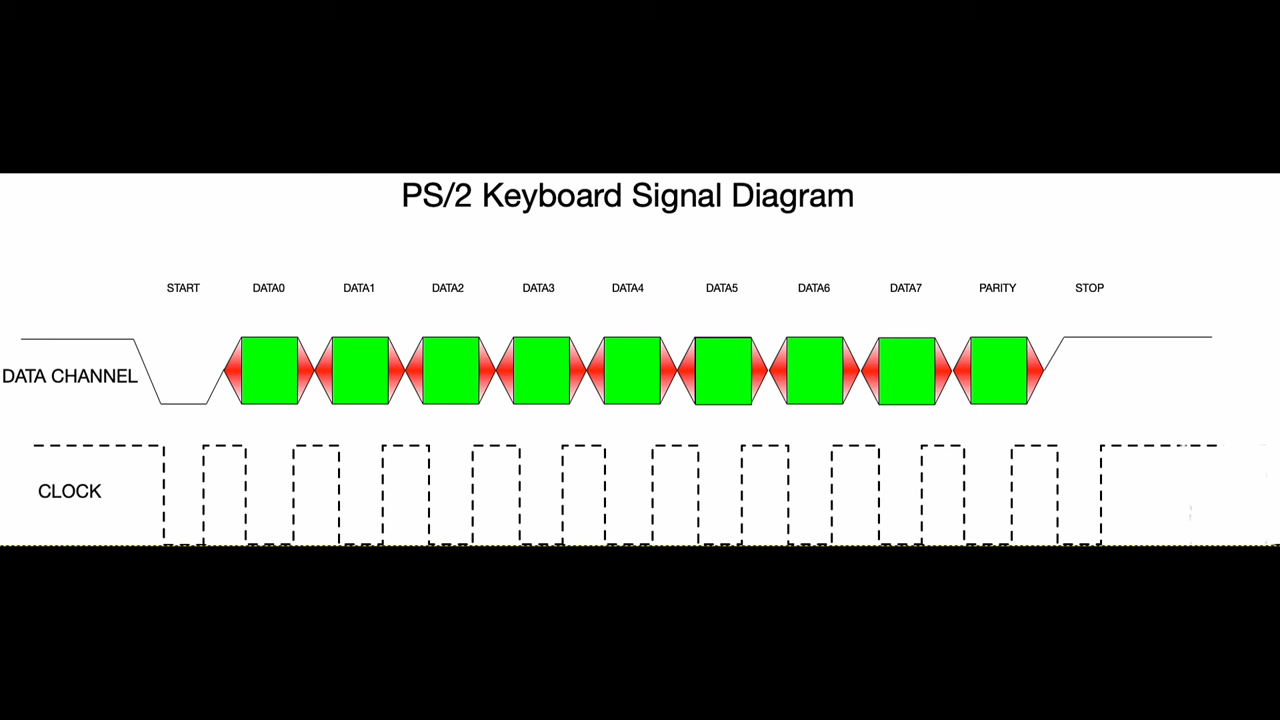 PS/2 Keyboard Signal Diagram
START DATA0 DATA1 DATA2 DATA3 DATA4 DATA5 DATA6 DATA7 PARITY STOP
DATA CHANNEL
CLOCK